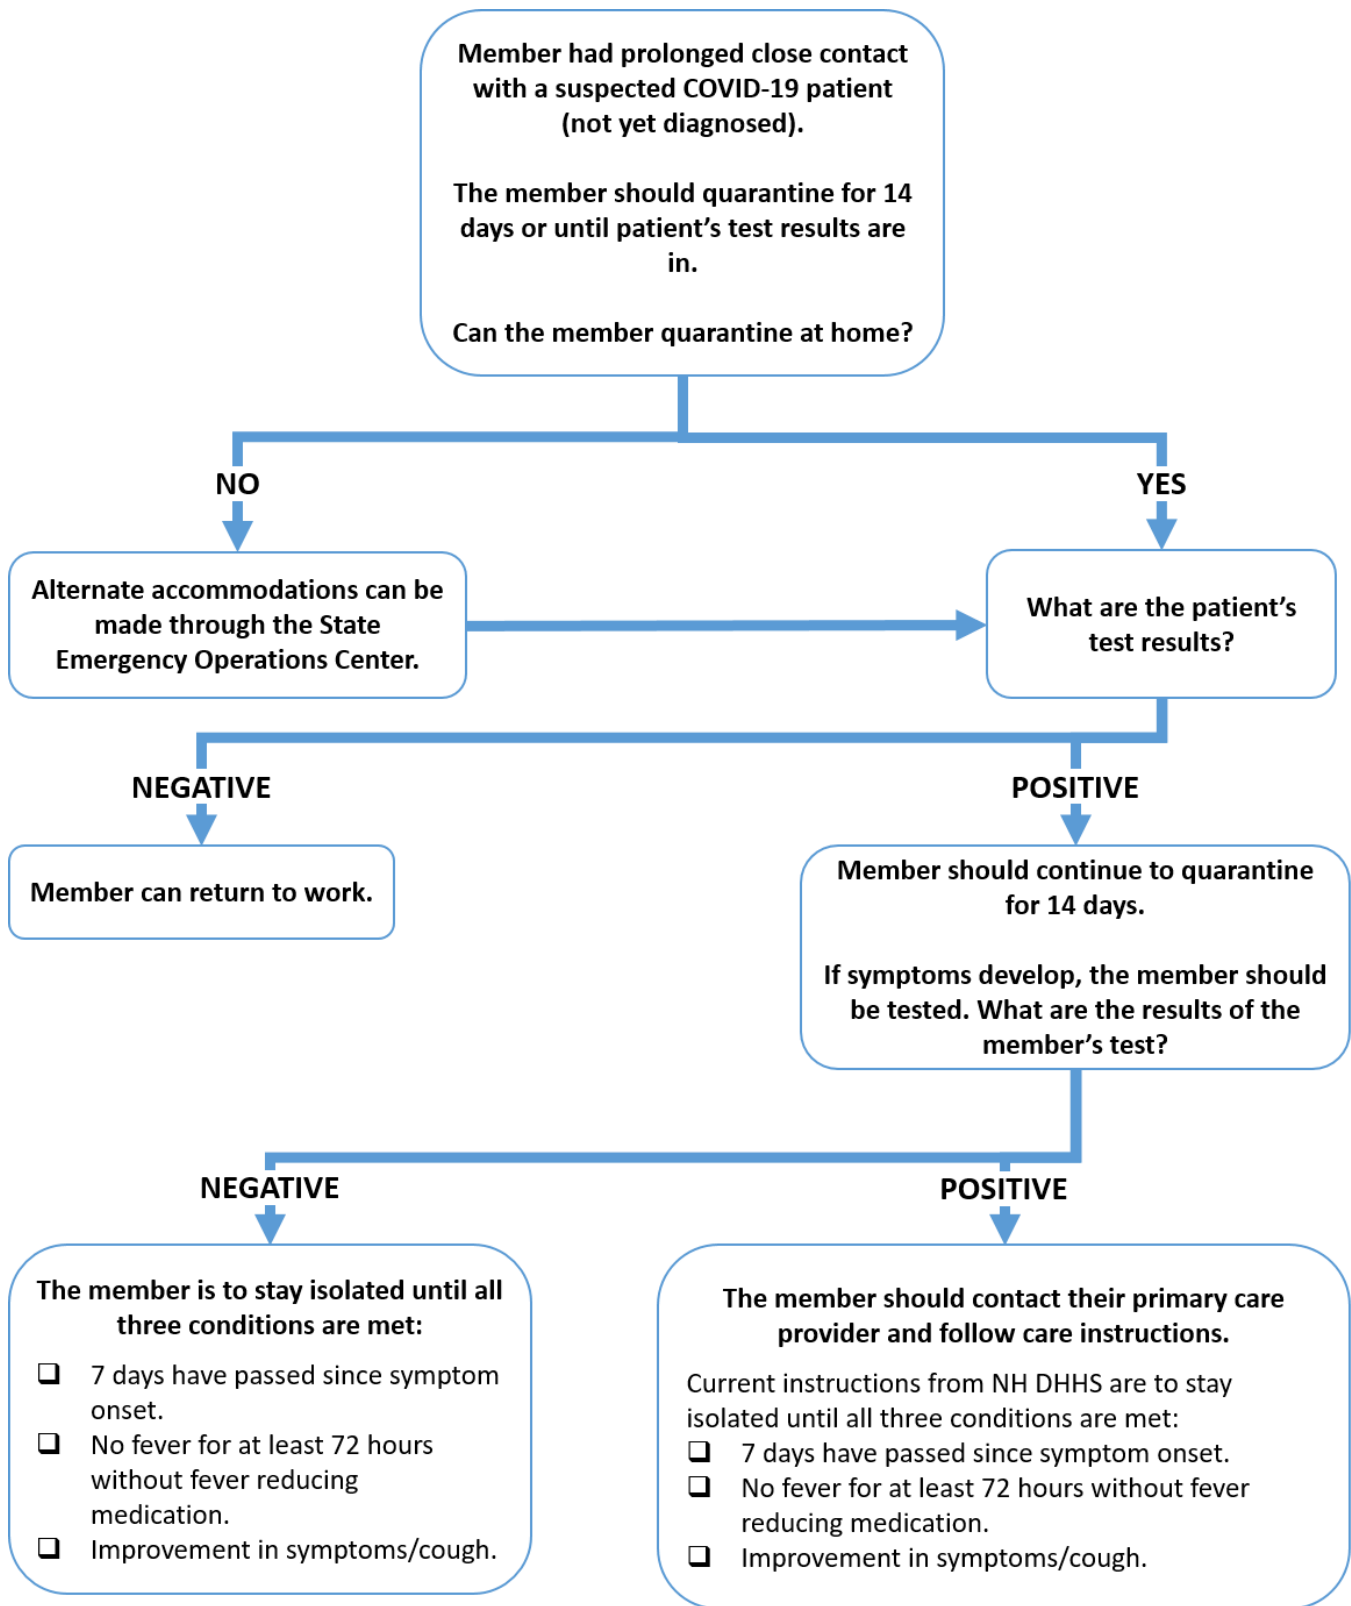 Member had prolonged close contact
with a suspected COVID-19 patient
(not yet diagnosed).
The member should quarantine for 14
days or until patient’s test results are
in.
Can the member quarantine at home?
NO
YES
Alternate accommodations can be
made through the State
Emergency Operations Center.
What are the patient’s
test results?
NEGATIVE
POSITIVE
Member can return to work.
Member should continue to quarantine
for 14 days.
If symptoms develop, the member should
be tested. What are the results of the
member’s test?
NEGATIVE
POSITIVE
The member is to stay isolated until all
three conditions are met:
❑ 7 days have passed since symptom
onset.
❑ No fever for at least 72 hours
without fever reducing
medication.
❑ Improvement in symptoms/cough.
The member should contact their primary care
provider and follow care instructions.
Current instructions from NH DHHS are to stay
isolated until all three conditions are met:
❑ 7 days have passed since symptom onset.
❑ No fever for at least 72 hours without fever
reducing medication.
❑ Improvement in symptoms/cough.